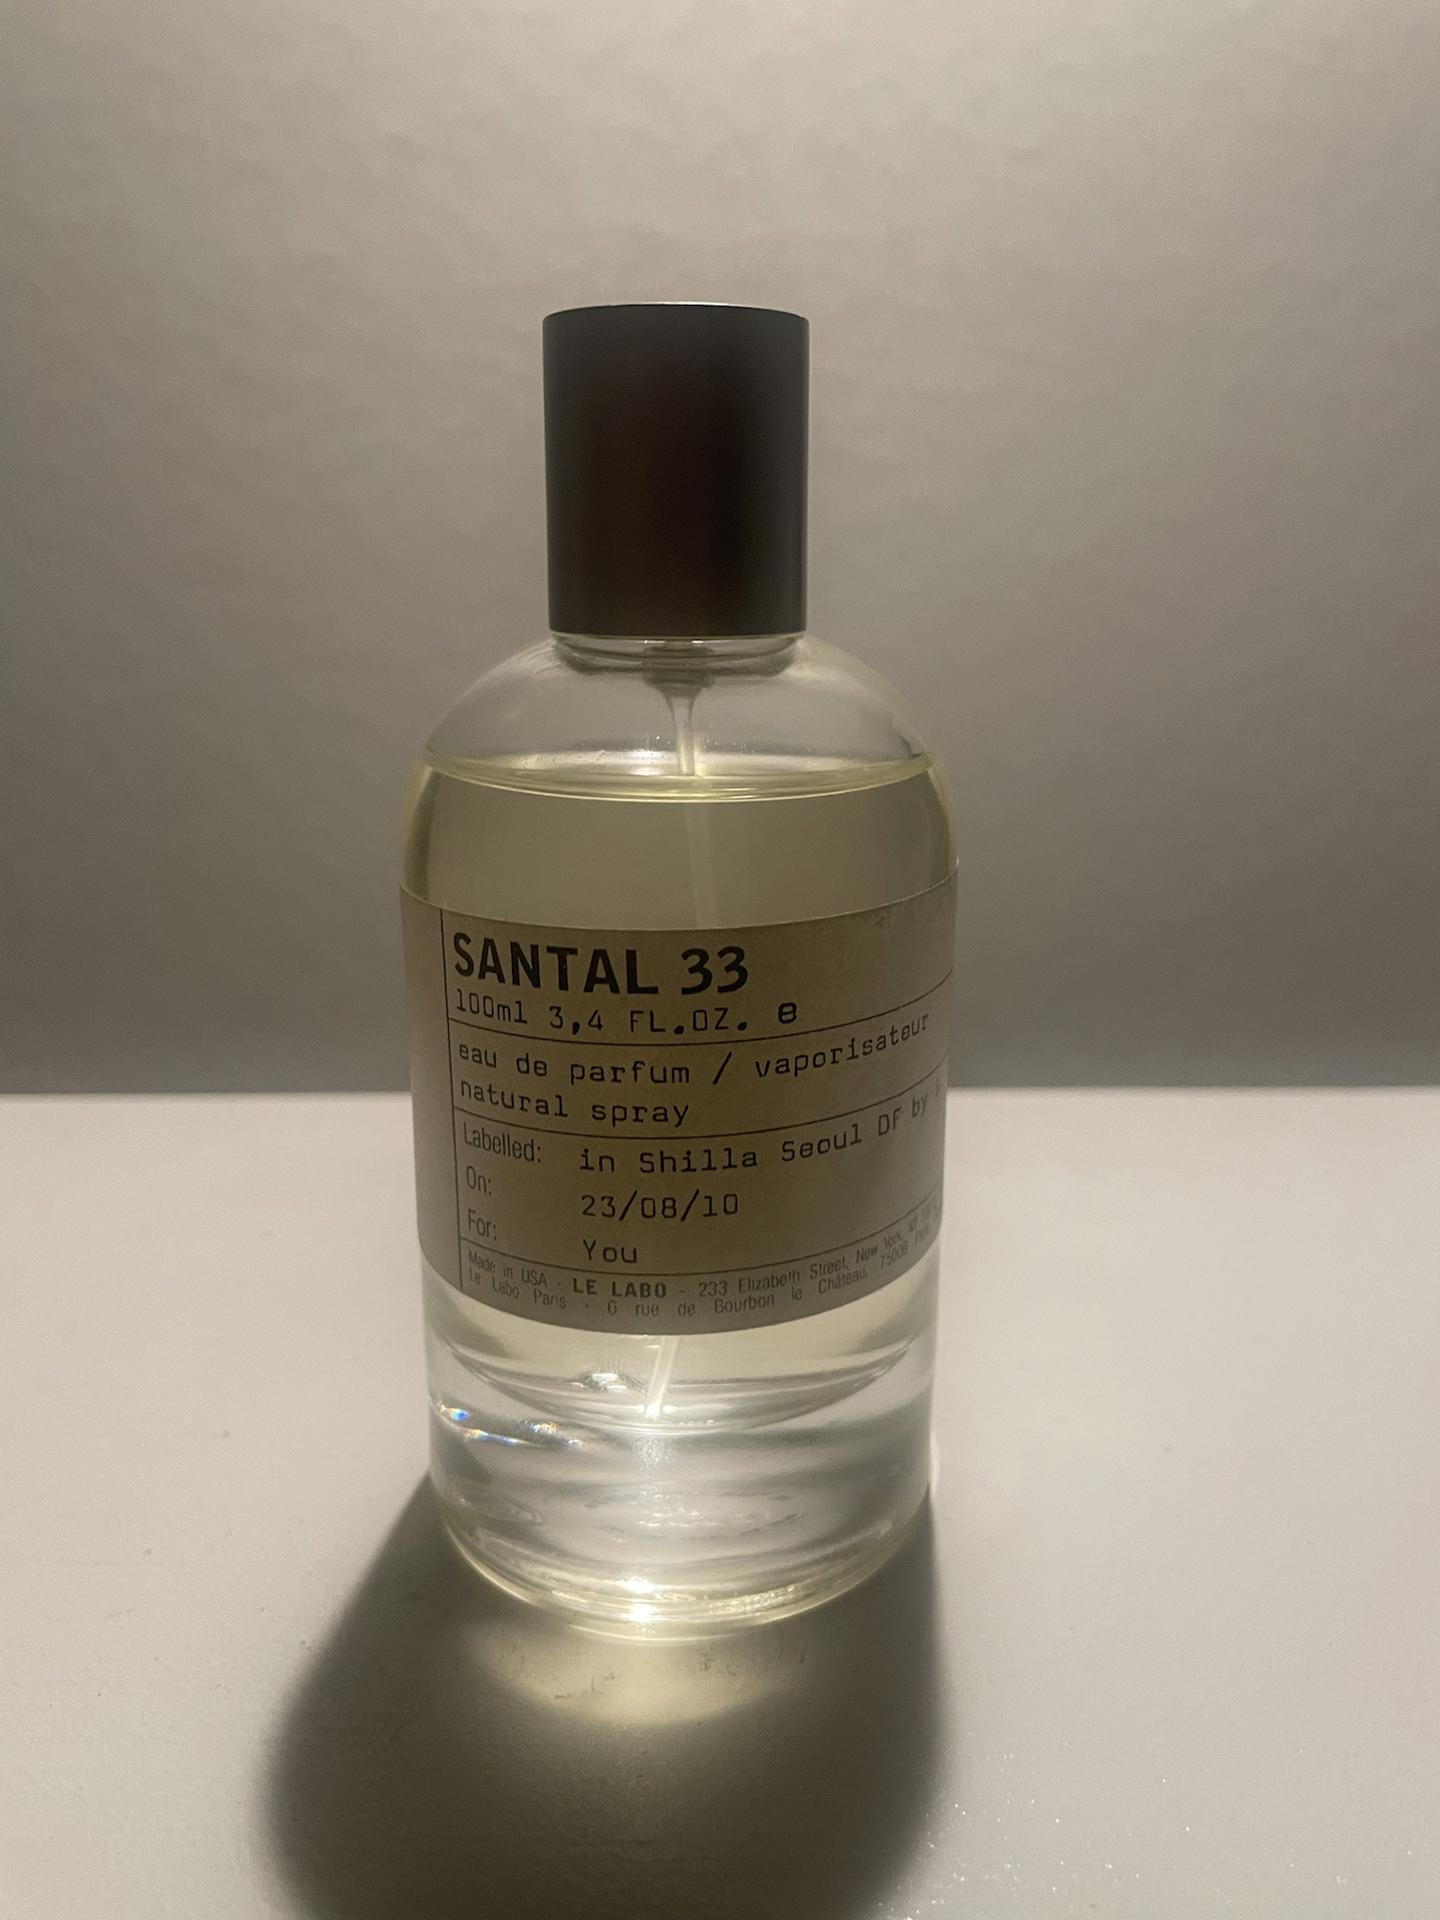 SANTAL 33
100ml 3,4 FL.OZ. e
eau de parfum / vaporisateur
natural spray
Labelled: in Shilla Seoul DF by
On: 23/08/10
For: You
Made in USA - LE LABO - 233 Elizabeth Street, New York, NY
Le Labo Paris - 6 rue de Bourbon le Château, 75006